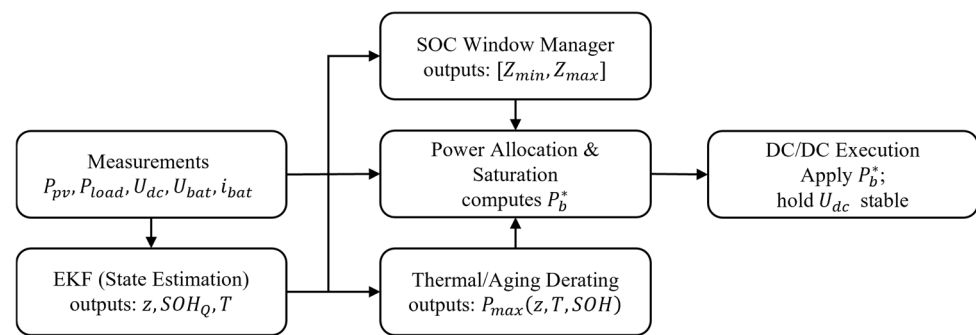 SOC Window Manager
outputs: [Z_min, Z_max]
Measurements
P_pv, P_load, U_dc, U_bat, i_bat
Power Allocation &
Saturation
computes P_b^*
DC/DC Execution
Apply P_b^*;
hold U_dc stable
EKF (State Estimation)
outputs: z, SOH_Q, T
Thermal/Aging Derating
outputs: P_max(z, T, SOH)